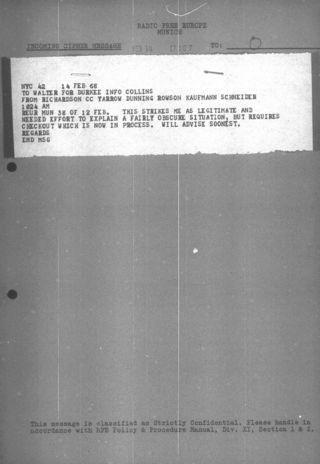 RADIO FREE EUROPE
MUNICH
INCOMING CIPHER MESSAGE
TO:
NYC 42 14 FEB 68
TO WALTER FOR DURKEE INFO COLLINS
FROM RICHARDSON CC YARROW DUNNING ROWSON KAUFMANN SCHNEIDER
1024 AM
REUR MUN 38 OF 12 FEB. THIS STRIKES ME AS LEGITIMATE AND
NEEDED EFFORT TO EXPLAIN A FAIRLY OBSCURE SITUATION, BUT REQUIRES
CHECKOUT WHICH IS NOW IN PROCESS. WILL ADVISE SOONEST.
REGARDS
END MSG
This message is classified as Strictly Confidential. Please handle in
accordance with RFE Policy & Procedure Manual, Div. XI, Section 1 & 2.